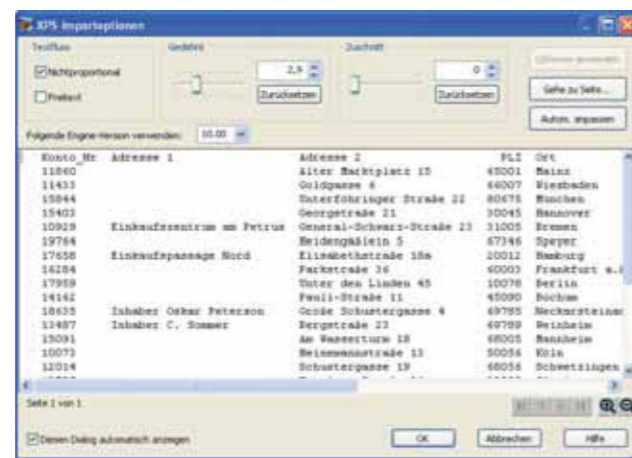 XPS Importoptionen
Textfluss Gedehnt Zuschnitt
Nichtproportional
Freitext
2,9
0
Zurücksetzen Zurücksetzen
Gehe zu Seite...
Autom. anpassen
Folgende Engine-Version verwenden: 10.00
Konto_Nr Adresse 1 Adresse 2 PLZ Ort
11860 Alter Marktplatz 15 65001 Mainz
11433 Goldgasse 6 66007 Wiesbaden
15844 Unterföhringer Straße 22 80675 München
15403 Georgstraße 21 30045 Hannover
10929 Einkaufszentrum am Petrus General-Schwarz-Straße 23 31005 Bremen
19764 Heidengäßlein 5 67346 Speyer
17658 Einkaufspassage Nord Elisabethstraße 18a 20012 Hamburg
16284 Parkstraße 36 60003 Frankfurt a.
17959 Unter den Linden 45 10078 Berlin
14162 Pauli-Straße 11 45090 Bochum
18635 Inhaber Oskar Peterson Große Schustergasse 4 69785
13487 Inhaber C. Sommer Bergstraße 23 69789 Weinheim
15091 Am Wasserturm 18 68005 Mannheim
10073 Heinemannstraße 13 50056 Köln
12014 Schustergasse 19 68056 Schwetzingen
Seite 1 von 1
Diesen Dialog automatisch anzeigen
OK Abbrechen Hilfe